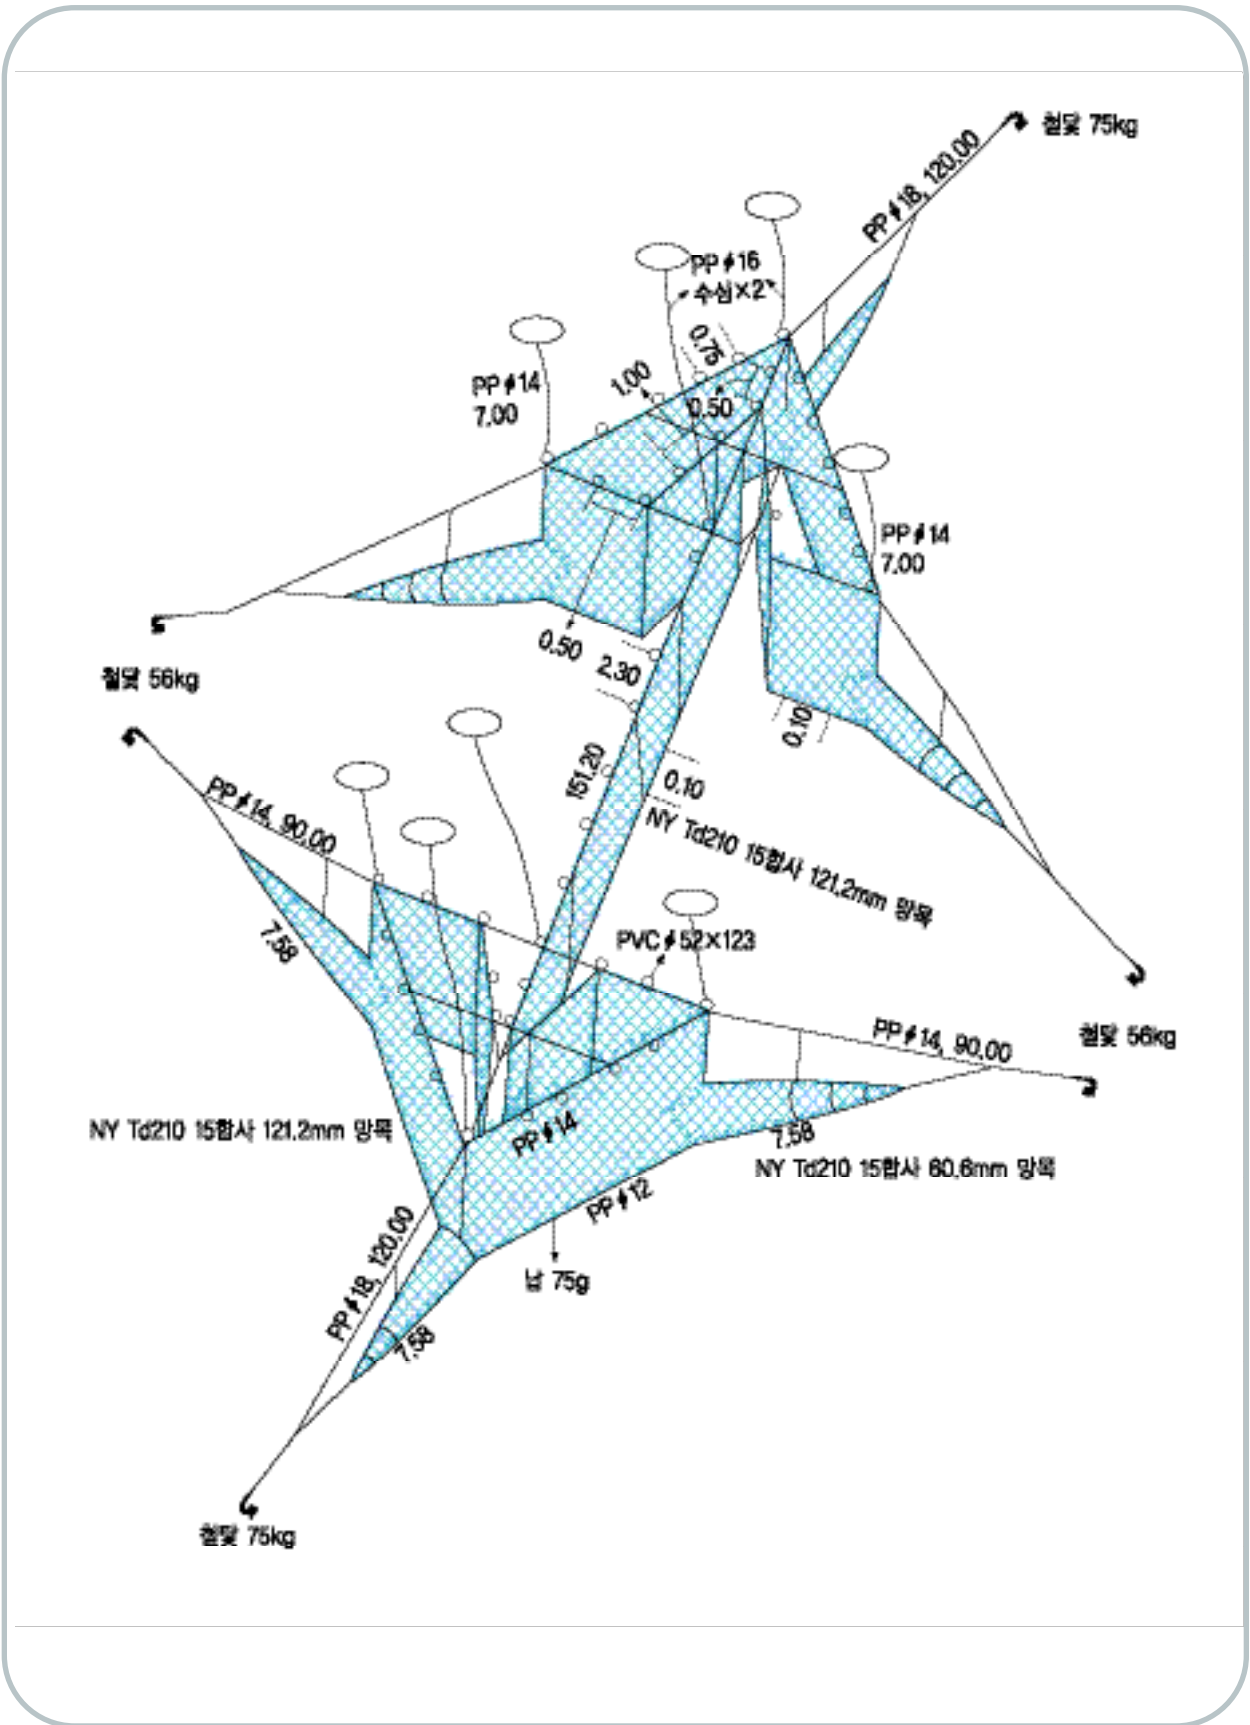 철닻 75kg
PP ϕ18, 120.00
PP ϕ16
수심×2
0.75
PP ϕ14
7.00
1.00
0.50
PP ϕ14
7.00
0.50
2.30
철닻 56kg
0.10
151.20
0.10
PP ϕ14, 90.00
NY Td210 15합사 121.2mm 망목
7.58
PVC ϕ52×123
PP ϕ14, 90.00
철닻 56kg
NY Td210 15합사 121.2mm 망목
PP ϕ14
7.58
NY Td210 15합사 60.6mm 망목
PP ϕ12
PP ϕ18, 120.00
납 75g
7.58
철닻 75kg